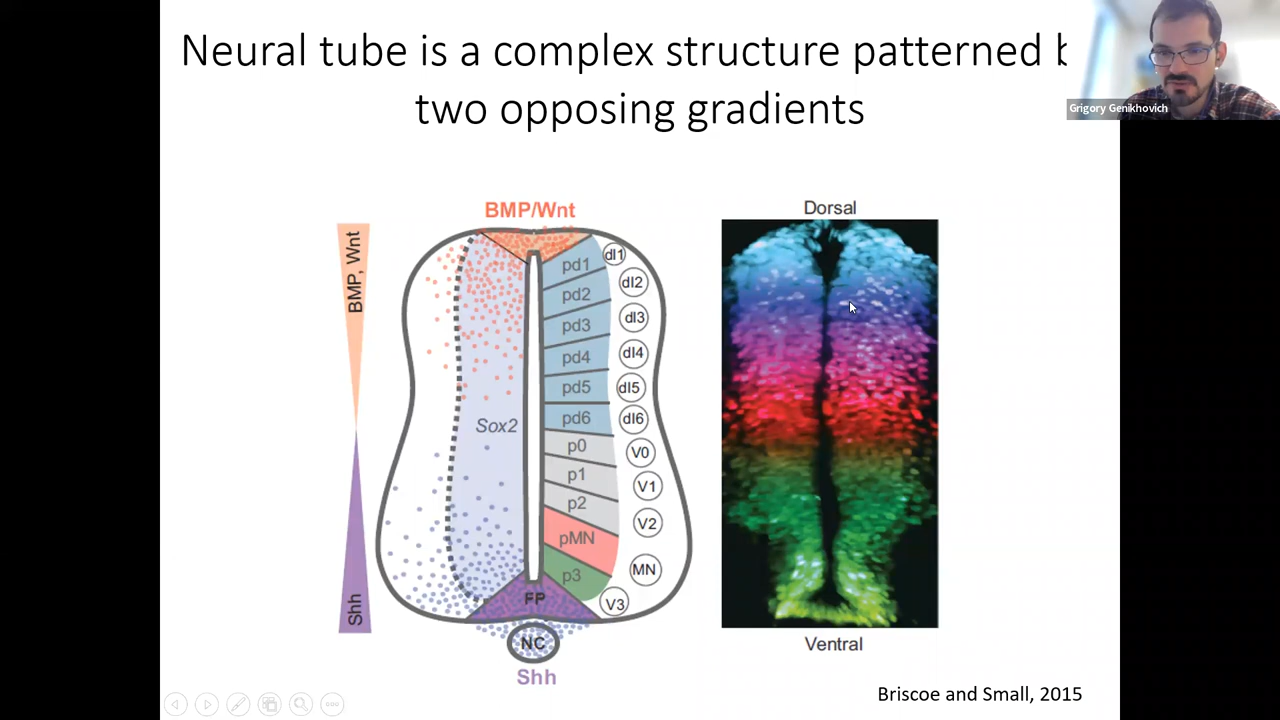 Neural tube is a complex structure patterned b
two opposing gradients
Grigory Genikhovich
BMP/Wnt
BMP, Wnt
Shh
Sox2
pd1
pd2
pd3
pd4
pd5
pd6
p0
p1
p2
pMN
p3
FP
dI1
dI2
dI3
dI4
dI5
dI6
V0
V1
V2
MN
V3
NC
Shh
Dorsal
Ventral
Briscoe and Small, 2015